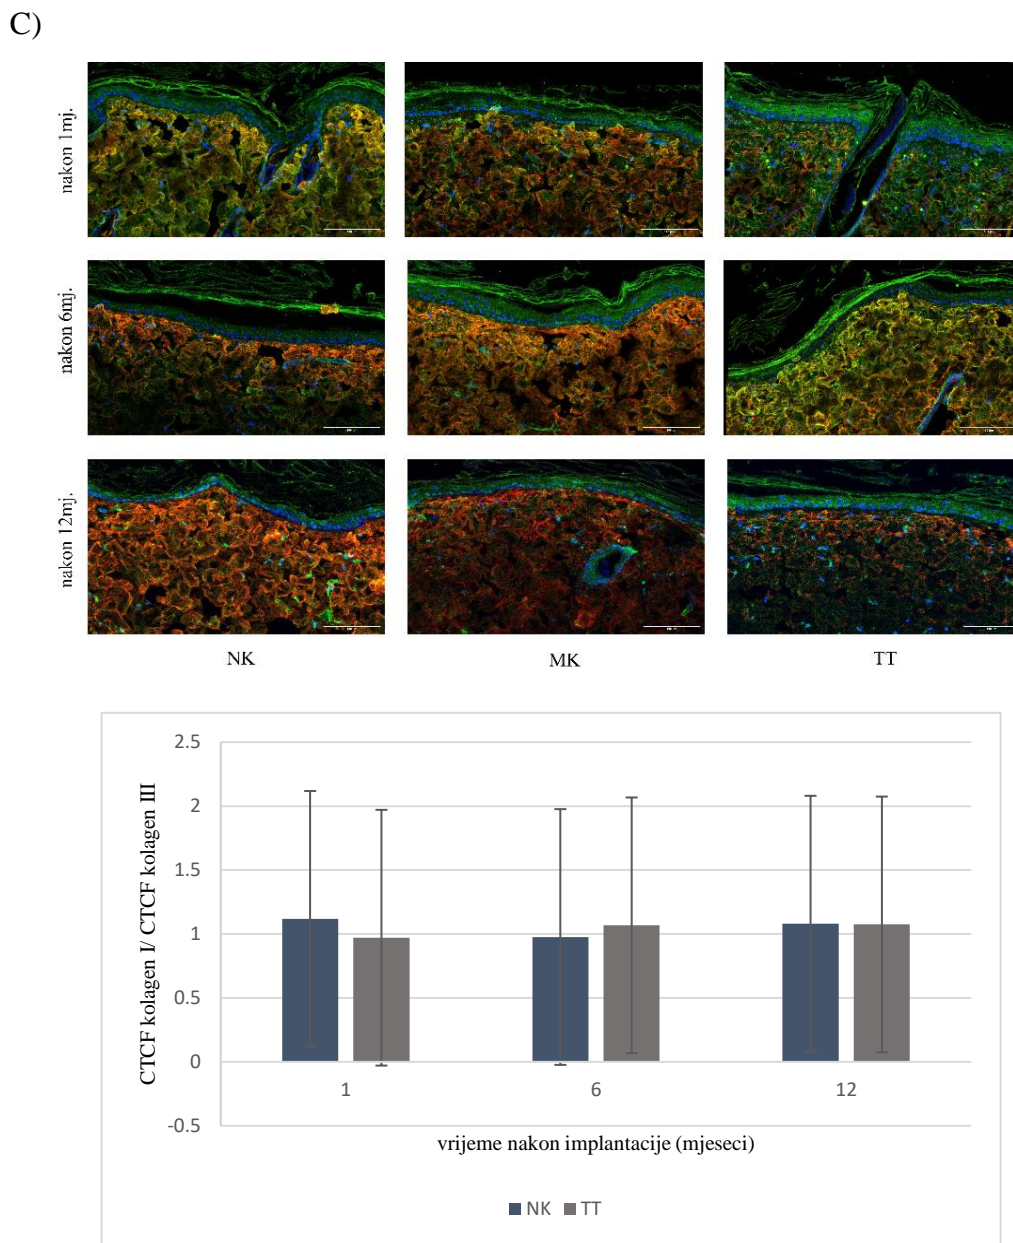 C)
nakon 1mj.
nakon 6mj.
nakon 12mj.
NK MK TT
CTCF kolagen I/ CTCF kolagen III
2.5
2
1.5
1
0.5
0
-0.5
1 6 12
vrijeme nakon implantacije (mjeseci)
NK TT